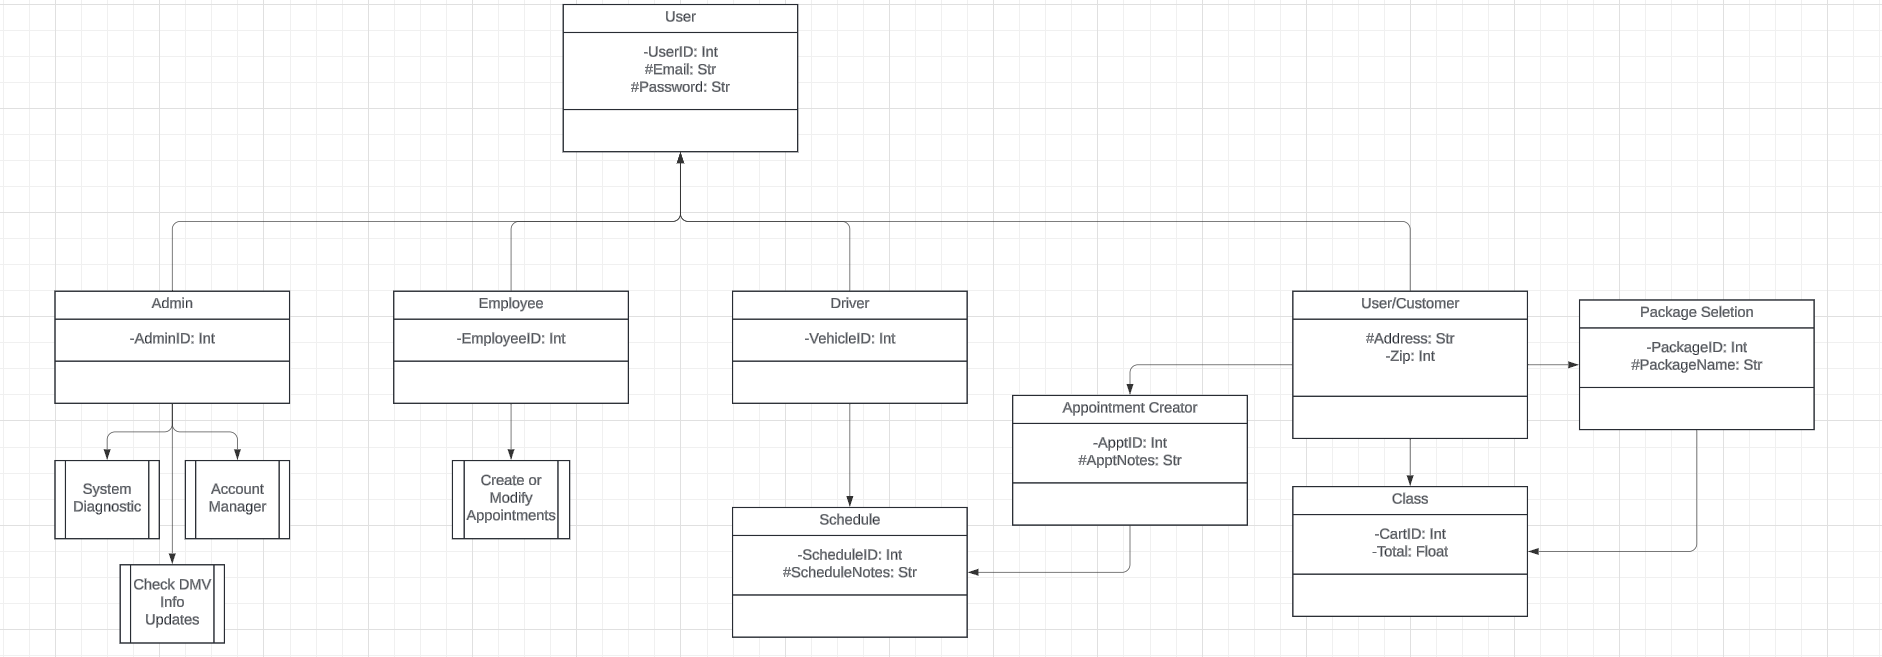 User
-UserID: Int
#Email: Str
#Password: Str
Admin
-AdminID: Int
Employee
-EmployeeID: Int
Driver
-VehicleID: Int
User/Customer
#Address: Str
-Zip: Int
Package Seletion
-PackageID: Int
#PackageName: Str
Appointment Creator
-ApptID: Int
#ApptNotes: Str
System
Diagnostic
Account
Manager
Check DMV
Info
Updates
Create or
Modify
Appointments
Schedule
-ScheduleID: Int
#ScheduleNotes: Str
Class
-CartID: Int
-Total: Float